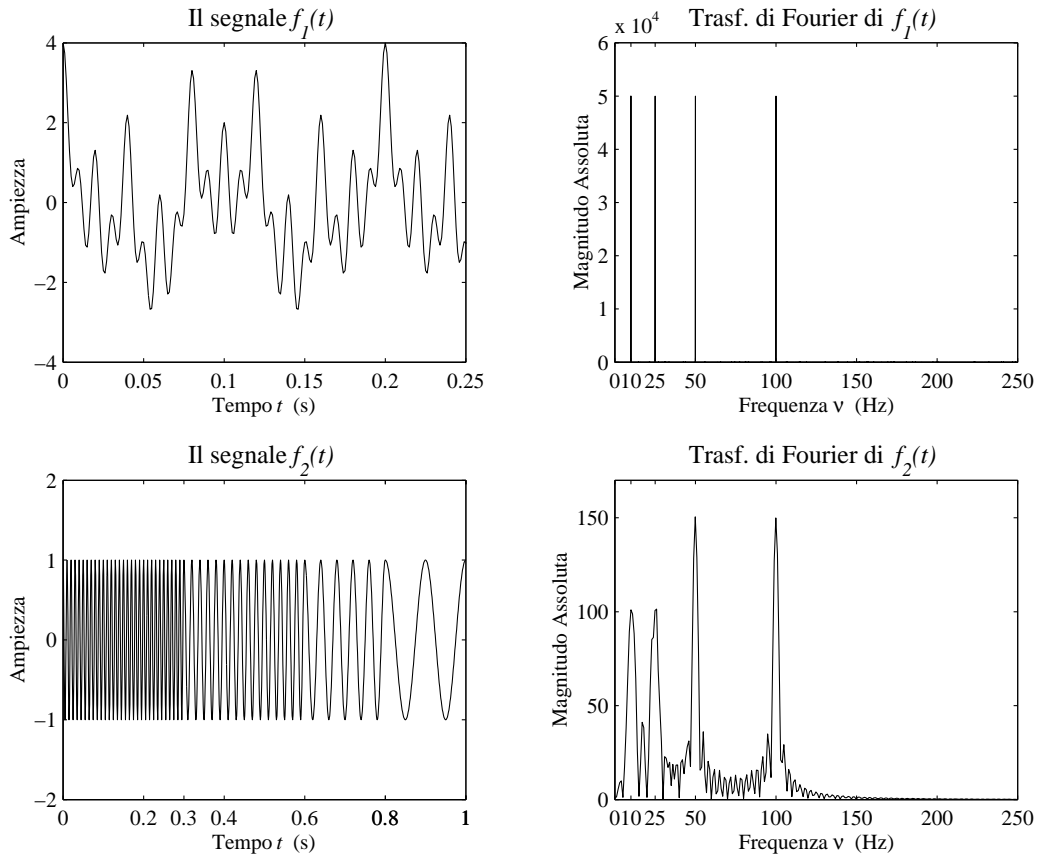 Il segnale f1(t)
4
2
0
−2
−4
Ampiezza
0 0.05 0.1 0.15 0.2 0.25
Tempo t (s)
Trasf. di Fourier di f1(t)
x 10^4
6
5
4
3
2
1
0
Magnitudo Assoluta
0 10 25 50 100 150 200 250
Frequenza ν (Hz)
Il segnale f2(t)
2
1
0
−1
−2
Ampiezza
0 0.2 0.3 0.4 0.6 0.8 1
Tempo t (s)
Trasf. di Fourier di f2(t)
150
100
50
0
Magnitudo Assoluta
0 10 25 50 100 150 200 250
Frequenza ν (Hz)